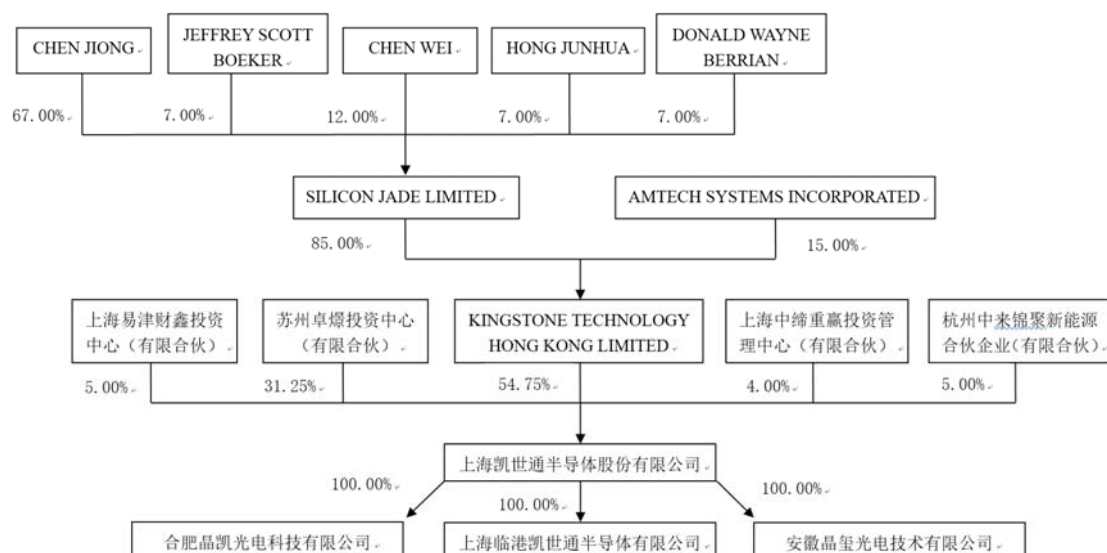 CHEN JIONG
JEFFREY SCOTT
BOEKER
CHEN WEI
HONG JUNHUA
DONALD WAYNE
BERRIAN
67.00%
7.00%
12.00%
7.00%
7.00%
SILICON JADE LIMITED
AMTECH SYSTEMS INCORPORATED
85.00%
15.00%
上海易津财鑫投资
中心（有限合伙）
苏州卓燝投资中心
（有限合伙）
KINGSTONE TECHNOLOGY
HONG KONG LIMITED
上海中缔重赢投资管
理中心（有限合伙）
杭州中来锦聚新能源
合伙企业（有限合伙）
5.00%
31.25%
54.75%
4.00%
5.00%
上海凯世通半导体股份有限公司
100.00%
100.00%
100.00%
合肥晶凯光电科技有限公司
上海临港凯世通半导体有限公司
安徽晶玺光电技术有限公司